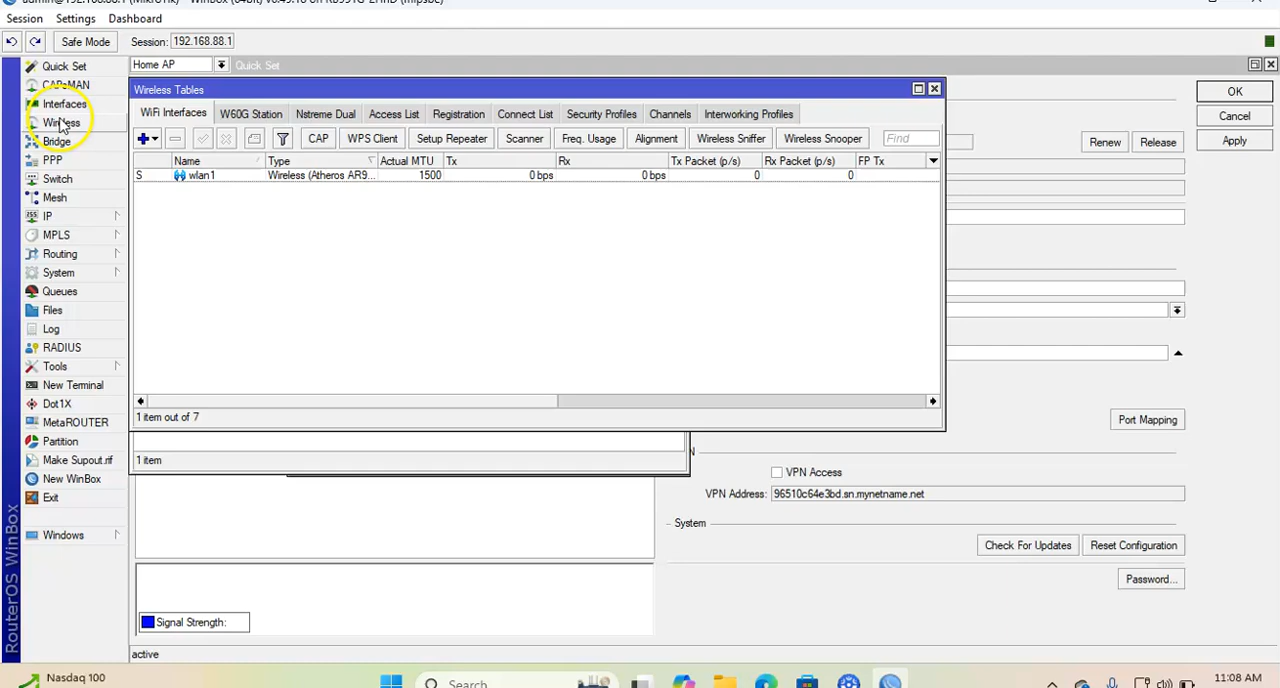 Session Settings Dashboard
Safe Mode Session: 192.168.88.1
Quick Set
CAPsMAN
Interfaces
Wireless
Bridge
PPP
Switch
Mesh
IP
MPLS
Routing
System
Queues
Files
Log
RADIUS
Tools
New Terminal
Dot1X
MetaROUTER
Partition
Make Supout.rif
New WinBox
Exit
Windows
RouterOS WinBox
Home AP Quick Set
Wireless Tables
WiFi Interfaces W60G Station Nstreme Dual Access List Registration Connect List Security Profiles Channels Interworking Profiles
CAP WPS Client Setup Repeater Scanner Freq. Usage Alignment Wireless Sniffer Wireless Snooper Find
Name Type Actual MTU Tx Rx Tx Packet (p/s) Rx Packet (p/s) FP Tx
S wlan1 Wireless (Atheros AR9... 1500 0 bps 0 bps 0 0
1 item out of 7
1 item
Signal Strength:
active
OK
Cancel
Apply
Renew Release
Port Mapping
VPN Access
VPN Address: 96510c64e3bd.sn.mynetname.net
System
Check For Updates Reset Configuration
Password...
Nasdaq 100
Search
11:08 AM